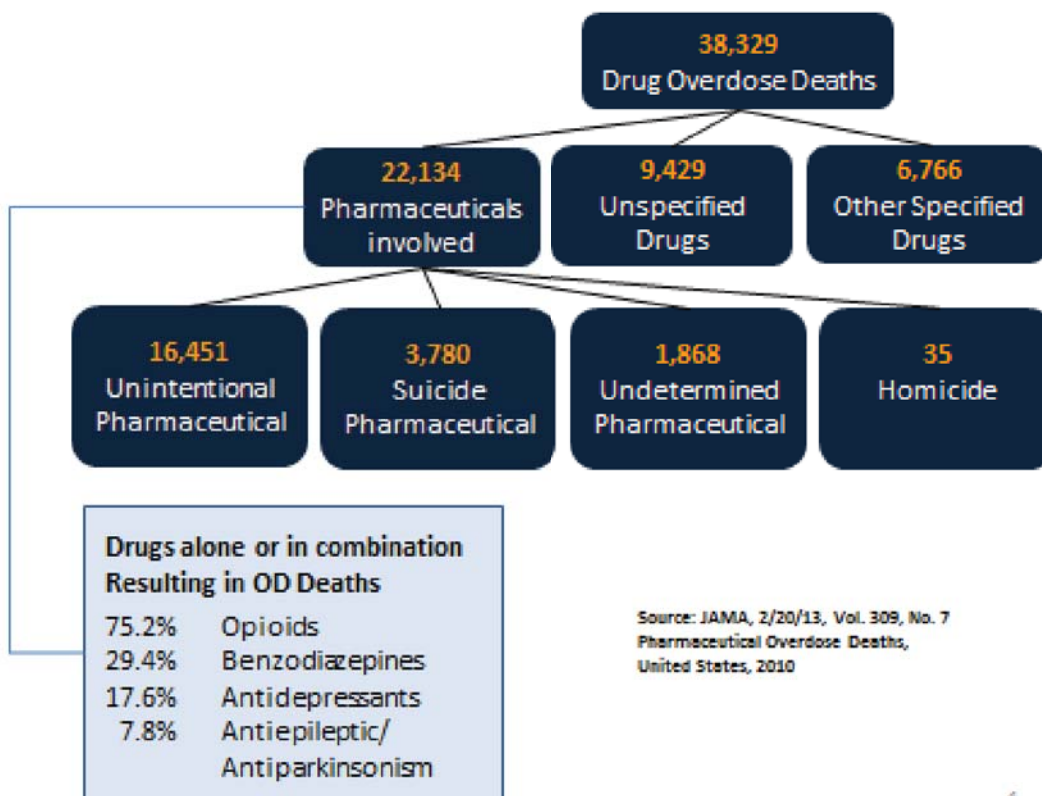 38,329
Drug Overdose Deaths
22,134
Pharmaceuticals
involved
9,429
Unspecified
Drugs
6,766
Other Specified
Drugs
16,451
Unintentional
Pharmaceutical
3,780
Suicide
Pharmaceutical
1,868
Undetermined
Pharmaceutical
35
Homicide
Drugs alone or in combination
Resulting in OD Deaths
75.2% Opioids
29.4% Benzodiazepines
17.6% Antidepressants
7.8% Antiepileptic/
Antiparkinsonism
Source: JAMA, 2/20/13, Vol. 309, No. 7
Pharmaceutical Overdose Deaths,
United States, 2010